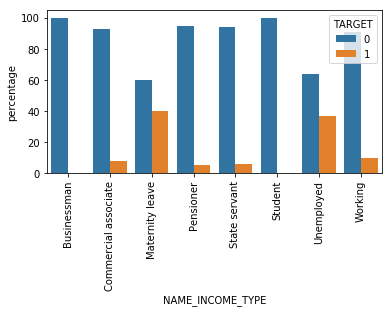 TARGET
0
1
percentage
100
80
60
40
20
0
Businessman
Commercial associate
Maternity leave
Pensioner
State servant
Student
Unemployed
Working
NAME_INCOME_TYPE